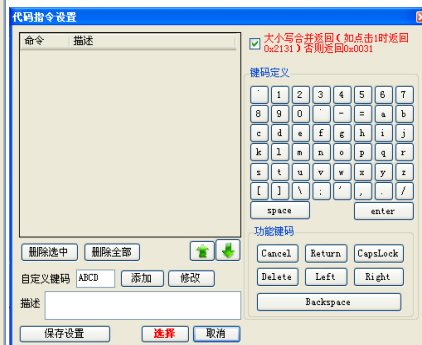 代码指令设置
命令 描述
大小写合并返回(如点击1时返回
0x2131)否则返回0x0031
键码定义
` 1 2 3 4 5 6 7
8 9 0 ` - = a b
c d e f g h i j
k l m n o p q r
s t u v w x y z
[ ] \ ; ' , . /
space enter
功能键码
Cancel Return CapsLock
Delete Left Right
Backspace
删除选中 删除全部
自定义键码 ABCD 添加 修改
描述
保存设置 选择 取消